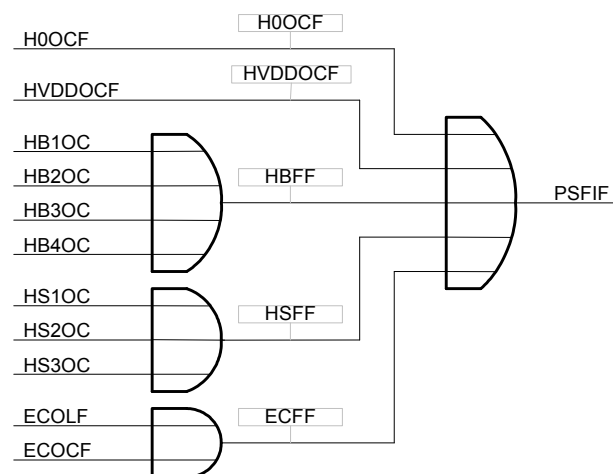 H0OCF
H0OCF
HVDDOCF
HVDDOCF
HB1OC
HB2OC
HBFF
PSFIF
HB3OC
HB4OC
HS1OC
HSFF
HS2OC
HS3OC
ECOLF
ECFF
ECOCF